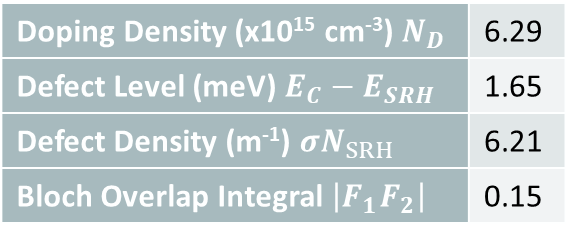 Doping Density (x10¹⁵ cm⁻³) N_D 6.29
Defect Level (meV) E_C − E_SRH 1.65
Defect Density (m⁻¹) σN_SRH 6.21
Bloch Overlap Integral |F₁F₂| 0.15